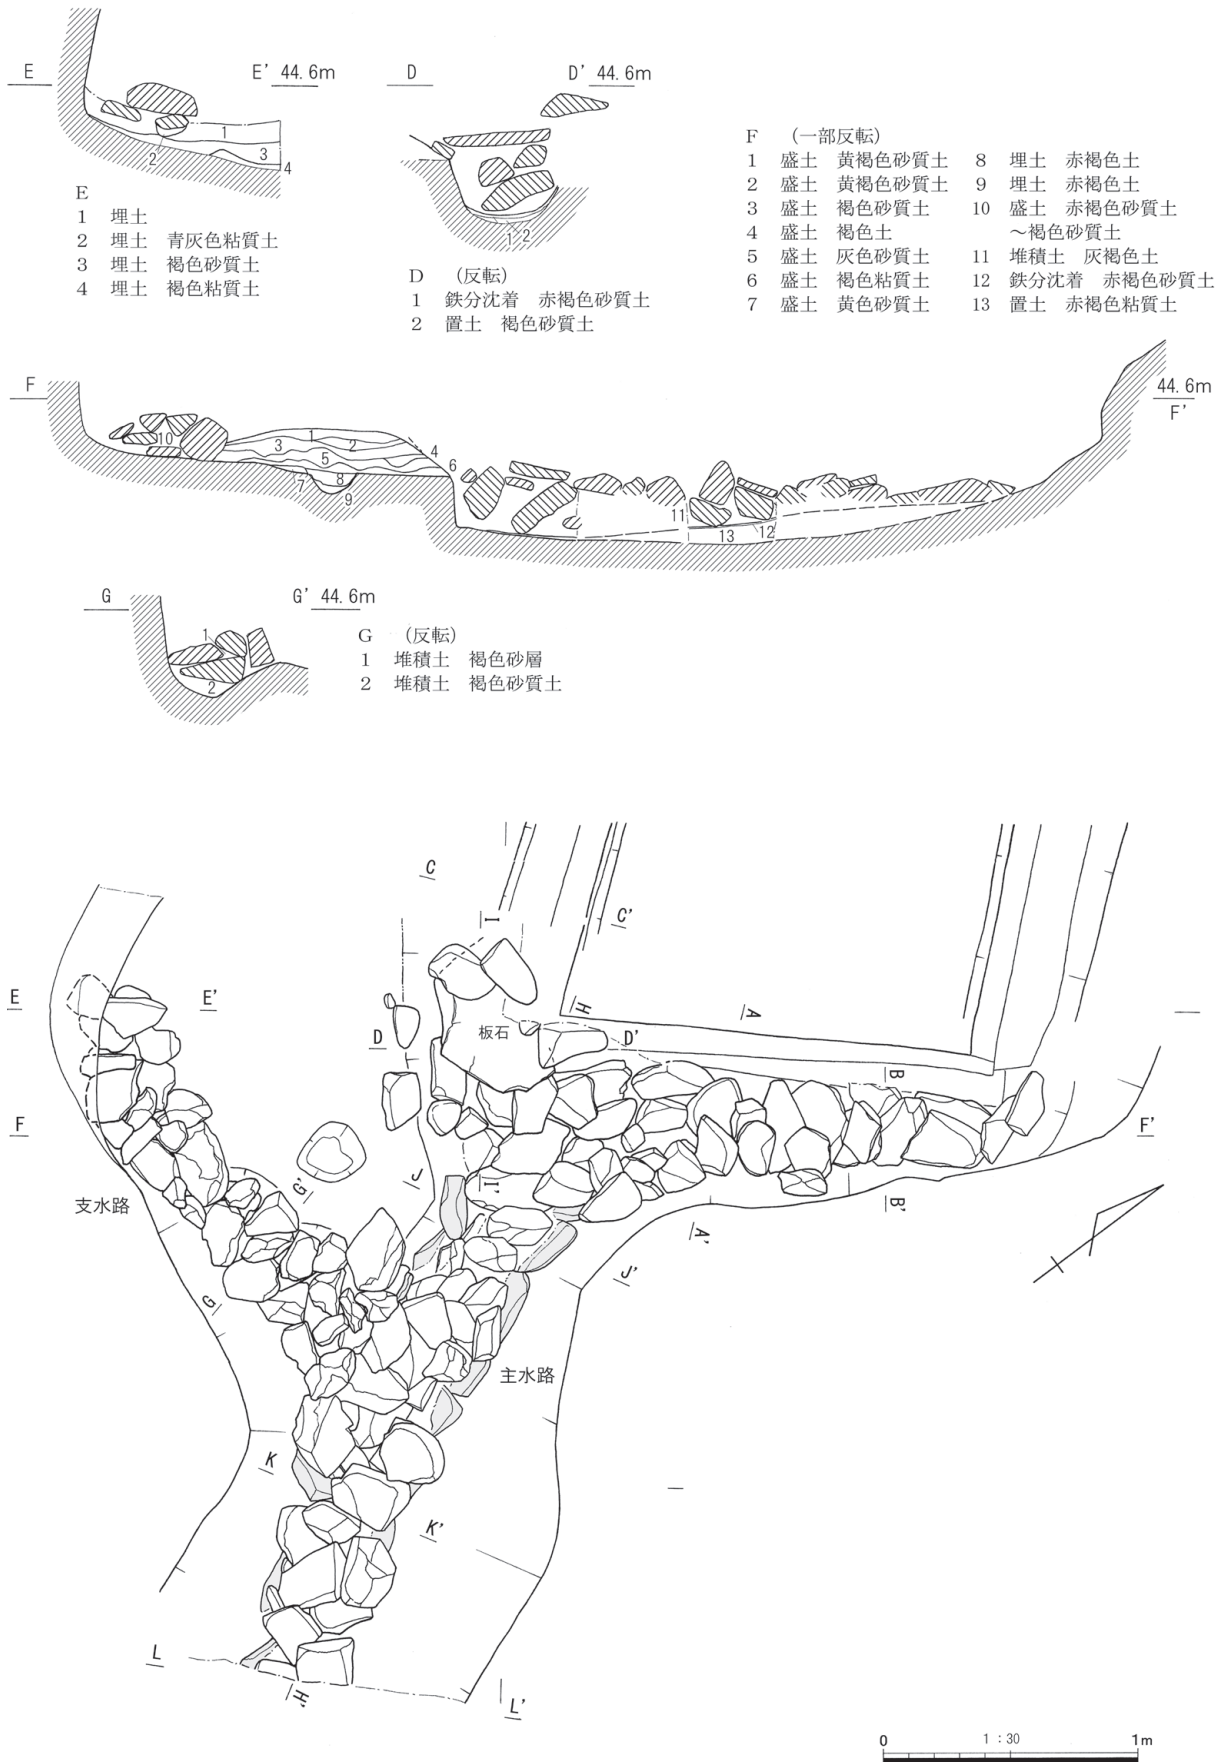 E
E' 44.6m
1
2
3
4
E
1 埋土
2 埋土 青灰色粘質土
3 埋土 褐色砂質土
4 埋土 褐色粘質土
D
D' 44.6m
1 2
D （反転）
1 鉄分沈着 赤褐色砂質土
2 置土 褐色砂質土
F （一部反転）
1 盛土 黄褐色砂質土
2 盛土 黄褐色砂質土
3 盛土 褐色砂質土
4 盛土 褐色土
5 盛土 灰色砂質土
6 盛土 褐色粘質土
7 盛土 黄色砂質土
8 埋土 赤褐色土
9 埋土 赤褐色土
10 盛土 赤褐色砂質土
～褐色砂質土
11 堆積土 灰褐色土
12 鉄分沈着 赤褐色砂質土
13 置土 赤褐色粘質土
F
44.6m
F'
10
3
1
2
4
5
6
7
8
9
11
13
12
G
G' 44.6m
1
2
G （反転）
1 堆積土 褐色砂層
2 堆積土 褐色砂質土
C
I
C'
E
E'
H
A
D
板石
D'
B
F
F'
G'
J
I'
支水路
B'
A'
J'
G
主水路
K
K'
L
H'
L'
0 1：30 1m